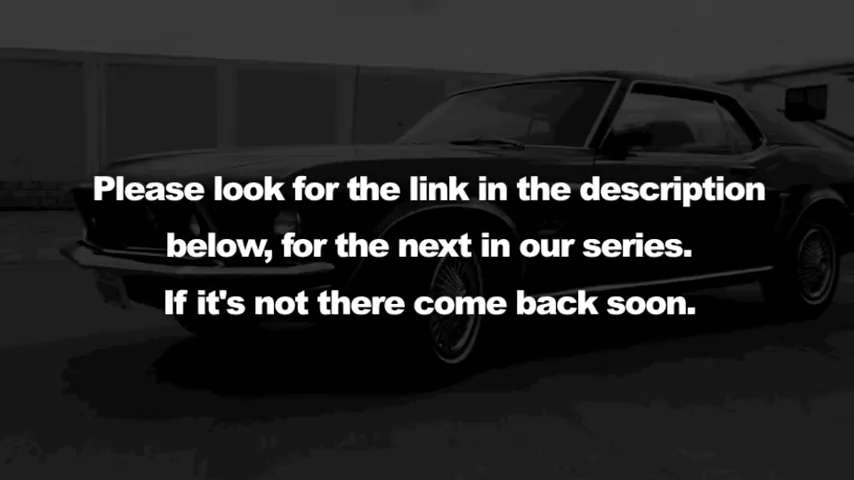 Please look for the link in the description
below, for the next in our series.
If it's not there come back soon.